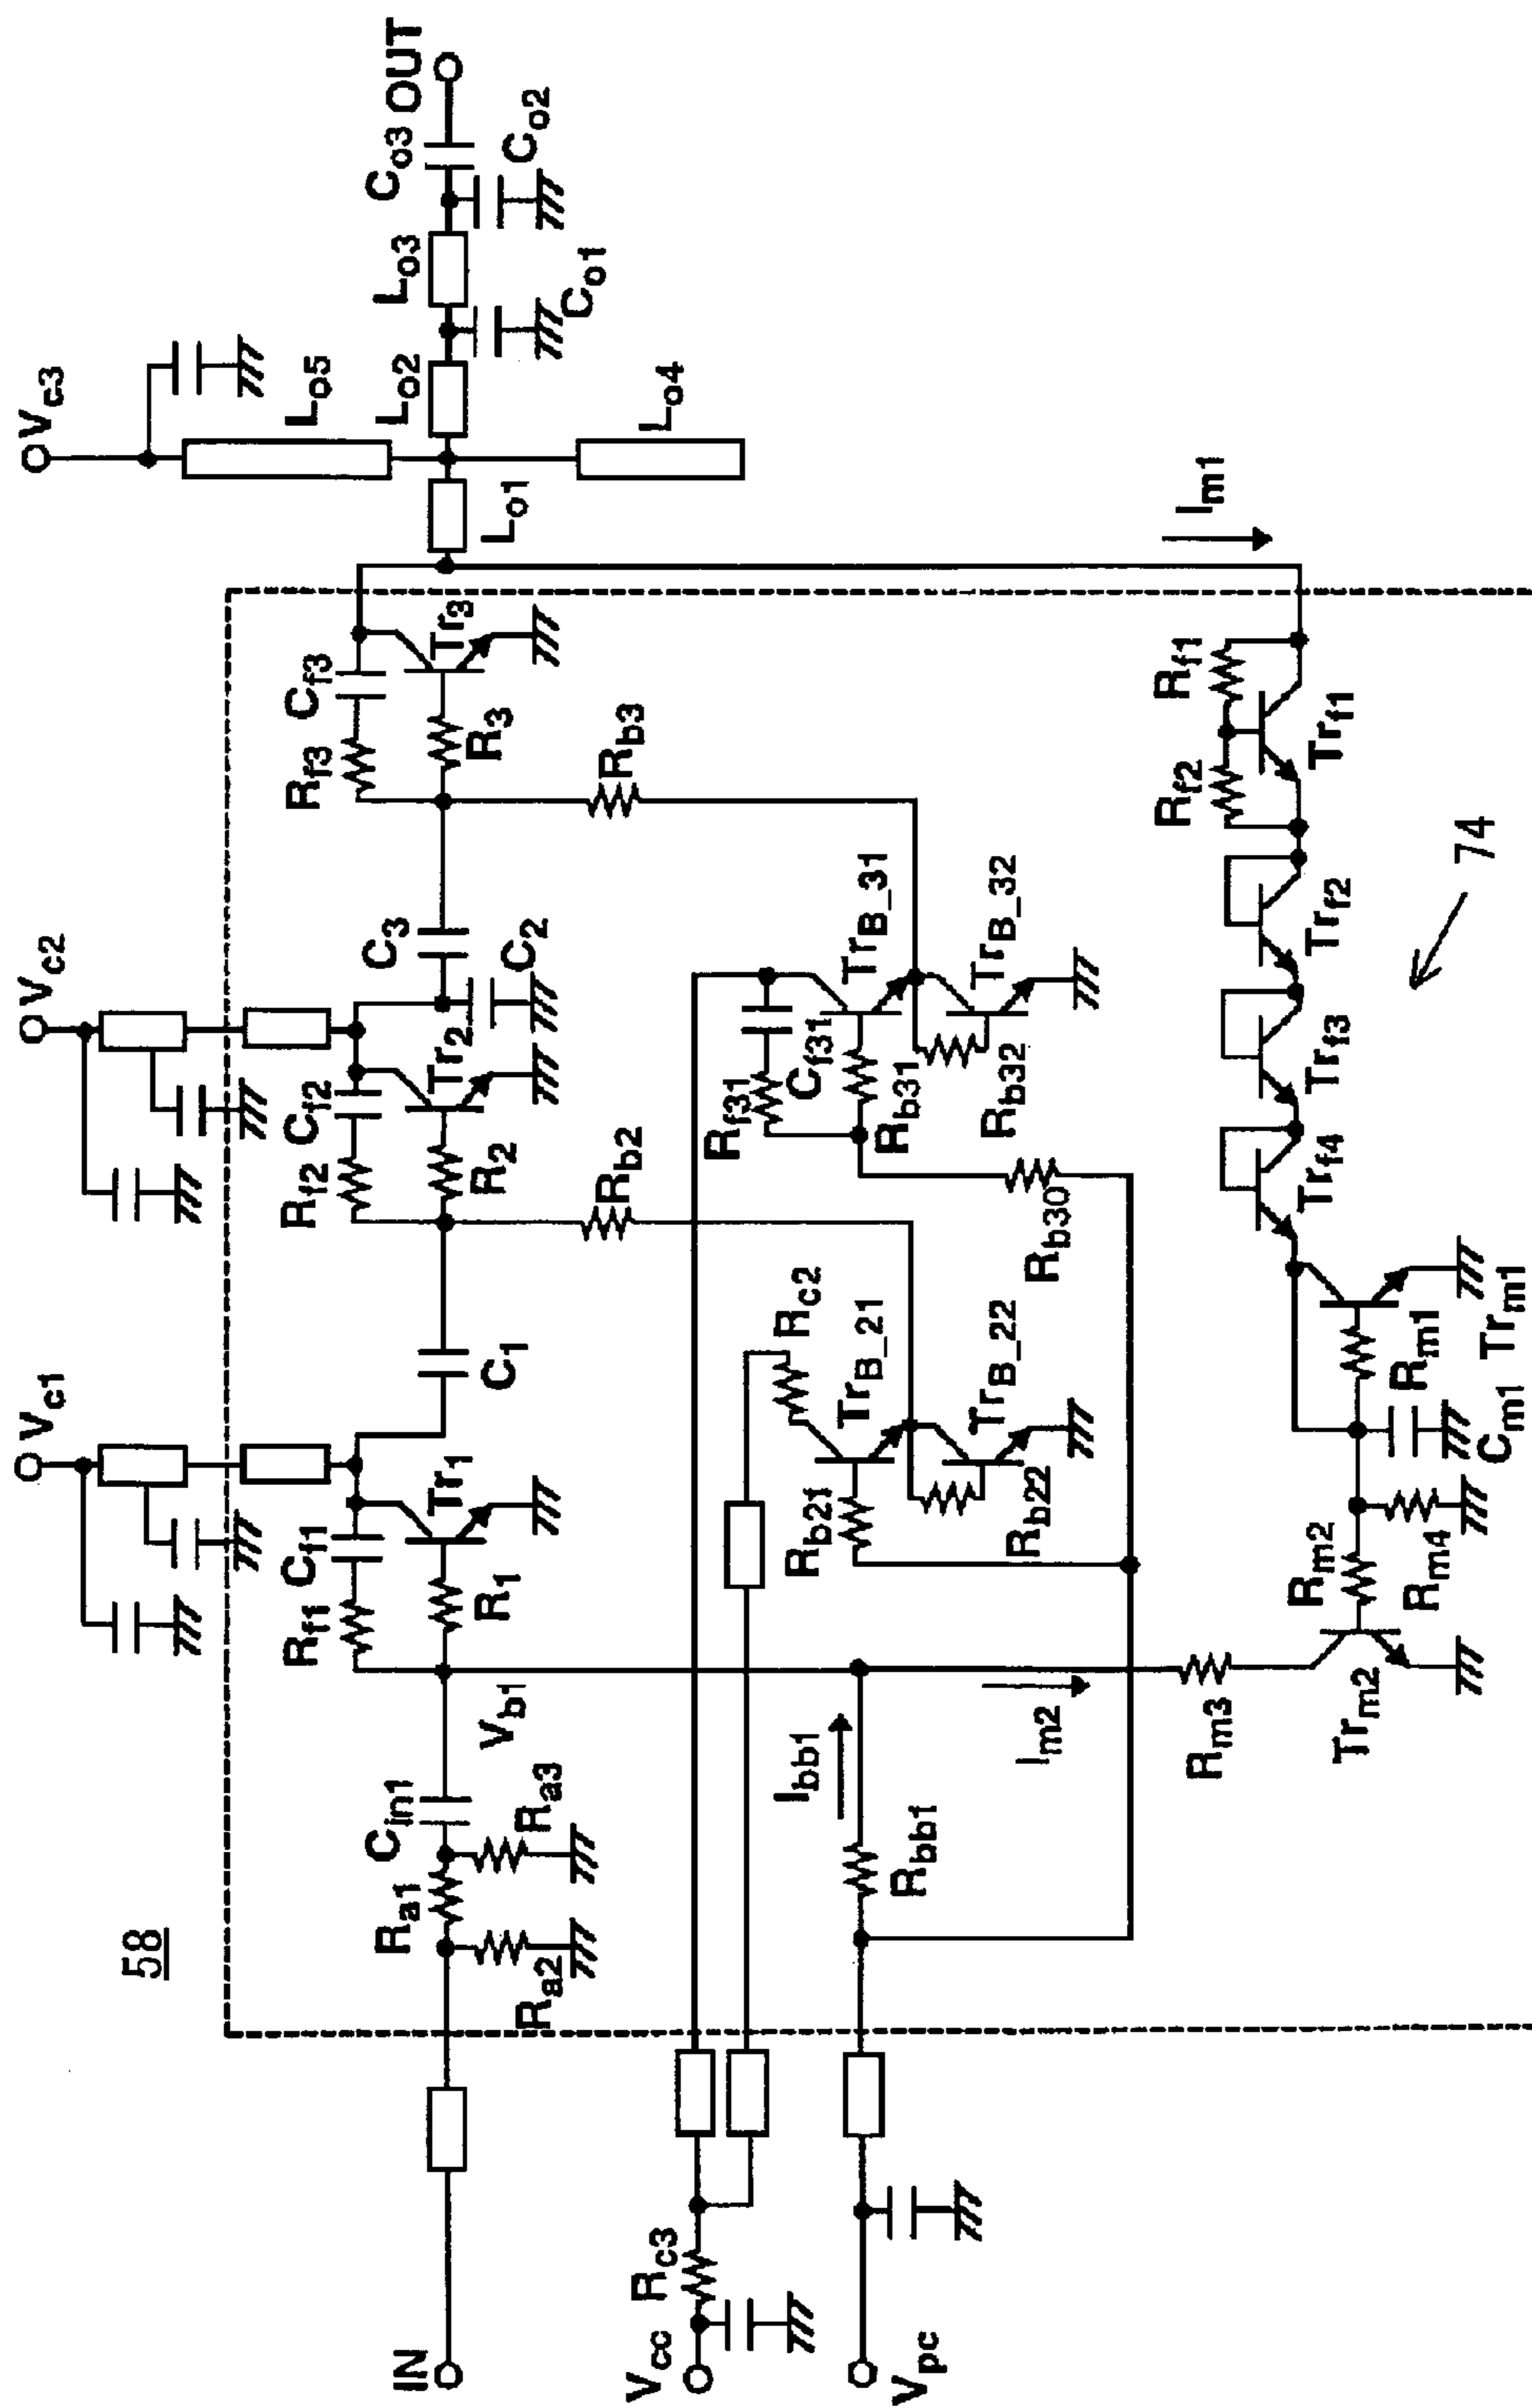 58
V_c1
V_c2
V_c3
IN
R_a1
R_a2
R_a3
C_in1
V_b1
R_f1
C_f1
R_1
Tr_1
C_1
R_f2
C_f2
R_2
Tr_2
C_2
C_3
R_b2
R_f3
C_f3
R_3
Tr_3
R_b3
L_o1
L_o5
L_o2
L_o4
L_o3
C_o1
C_o3
C_o2
OUT
V_cc
R_c3
R_c2
Tr_B_21
R_b21
Tr_B_22
R_b22
R_f31
C_f31
R_b31
Tr_B_31
R_b32
Tr_B_32
R_b30
V_pc
R_bb1
I_bb1
I_m2
R_m3
Tr_m2
R_m2
R_m4
C_m1
R_m1
Tr_m1
Tr_f4
Tr_f3
Tr_f2
R_f2
R_f1
Tr_f1
I_m1
74